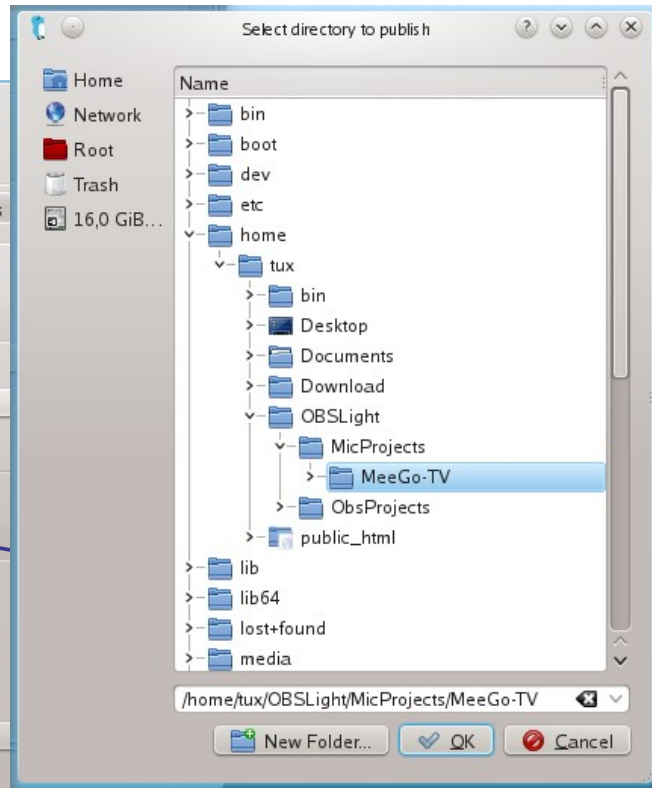 Select directory to publish
Home
Network
Root
Trash
16,0 GiB...
Name
bin
boot
dev
etc
home
tux
bin
Desktop
Documents
Download
OBSLight
MicProjects
MeeGo-TV
ObsProjects
public_html
lib
lib64
lost+found
media
/home/tux/OBSLight/MicProjects/MeeGo-TV
New Folder...
OK
Cancel